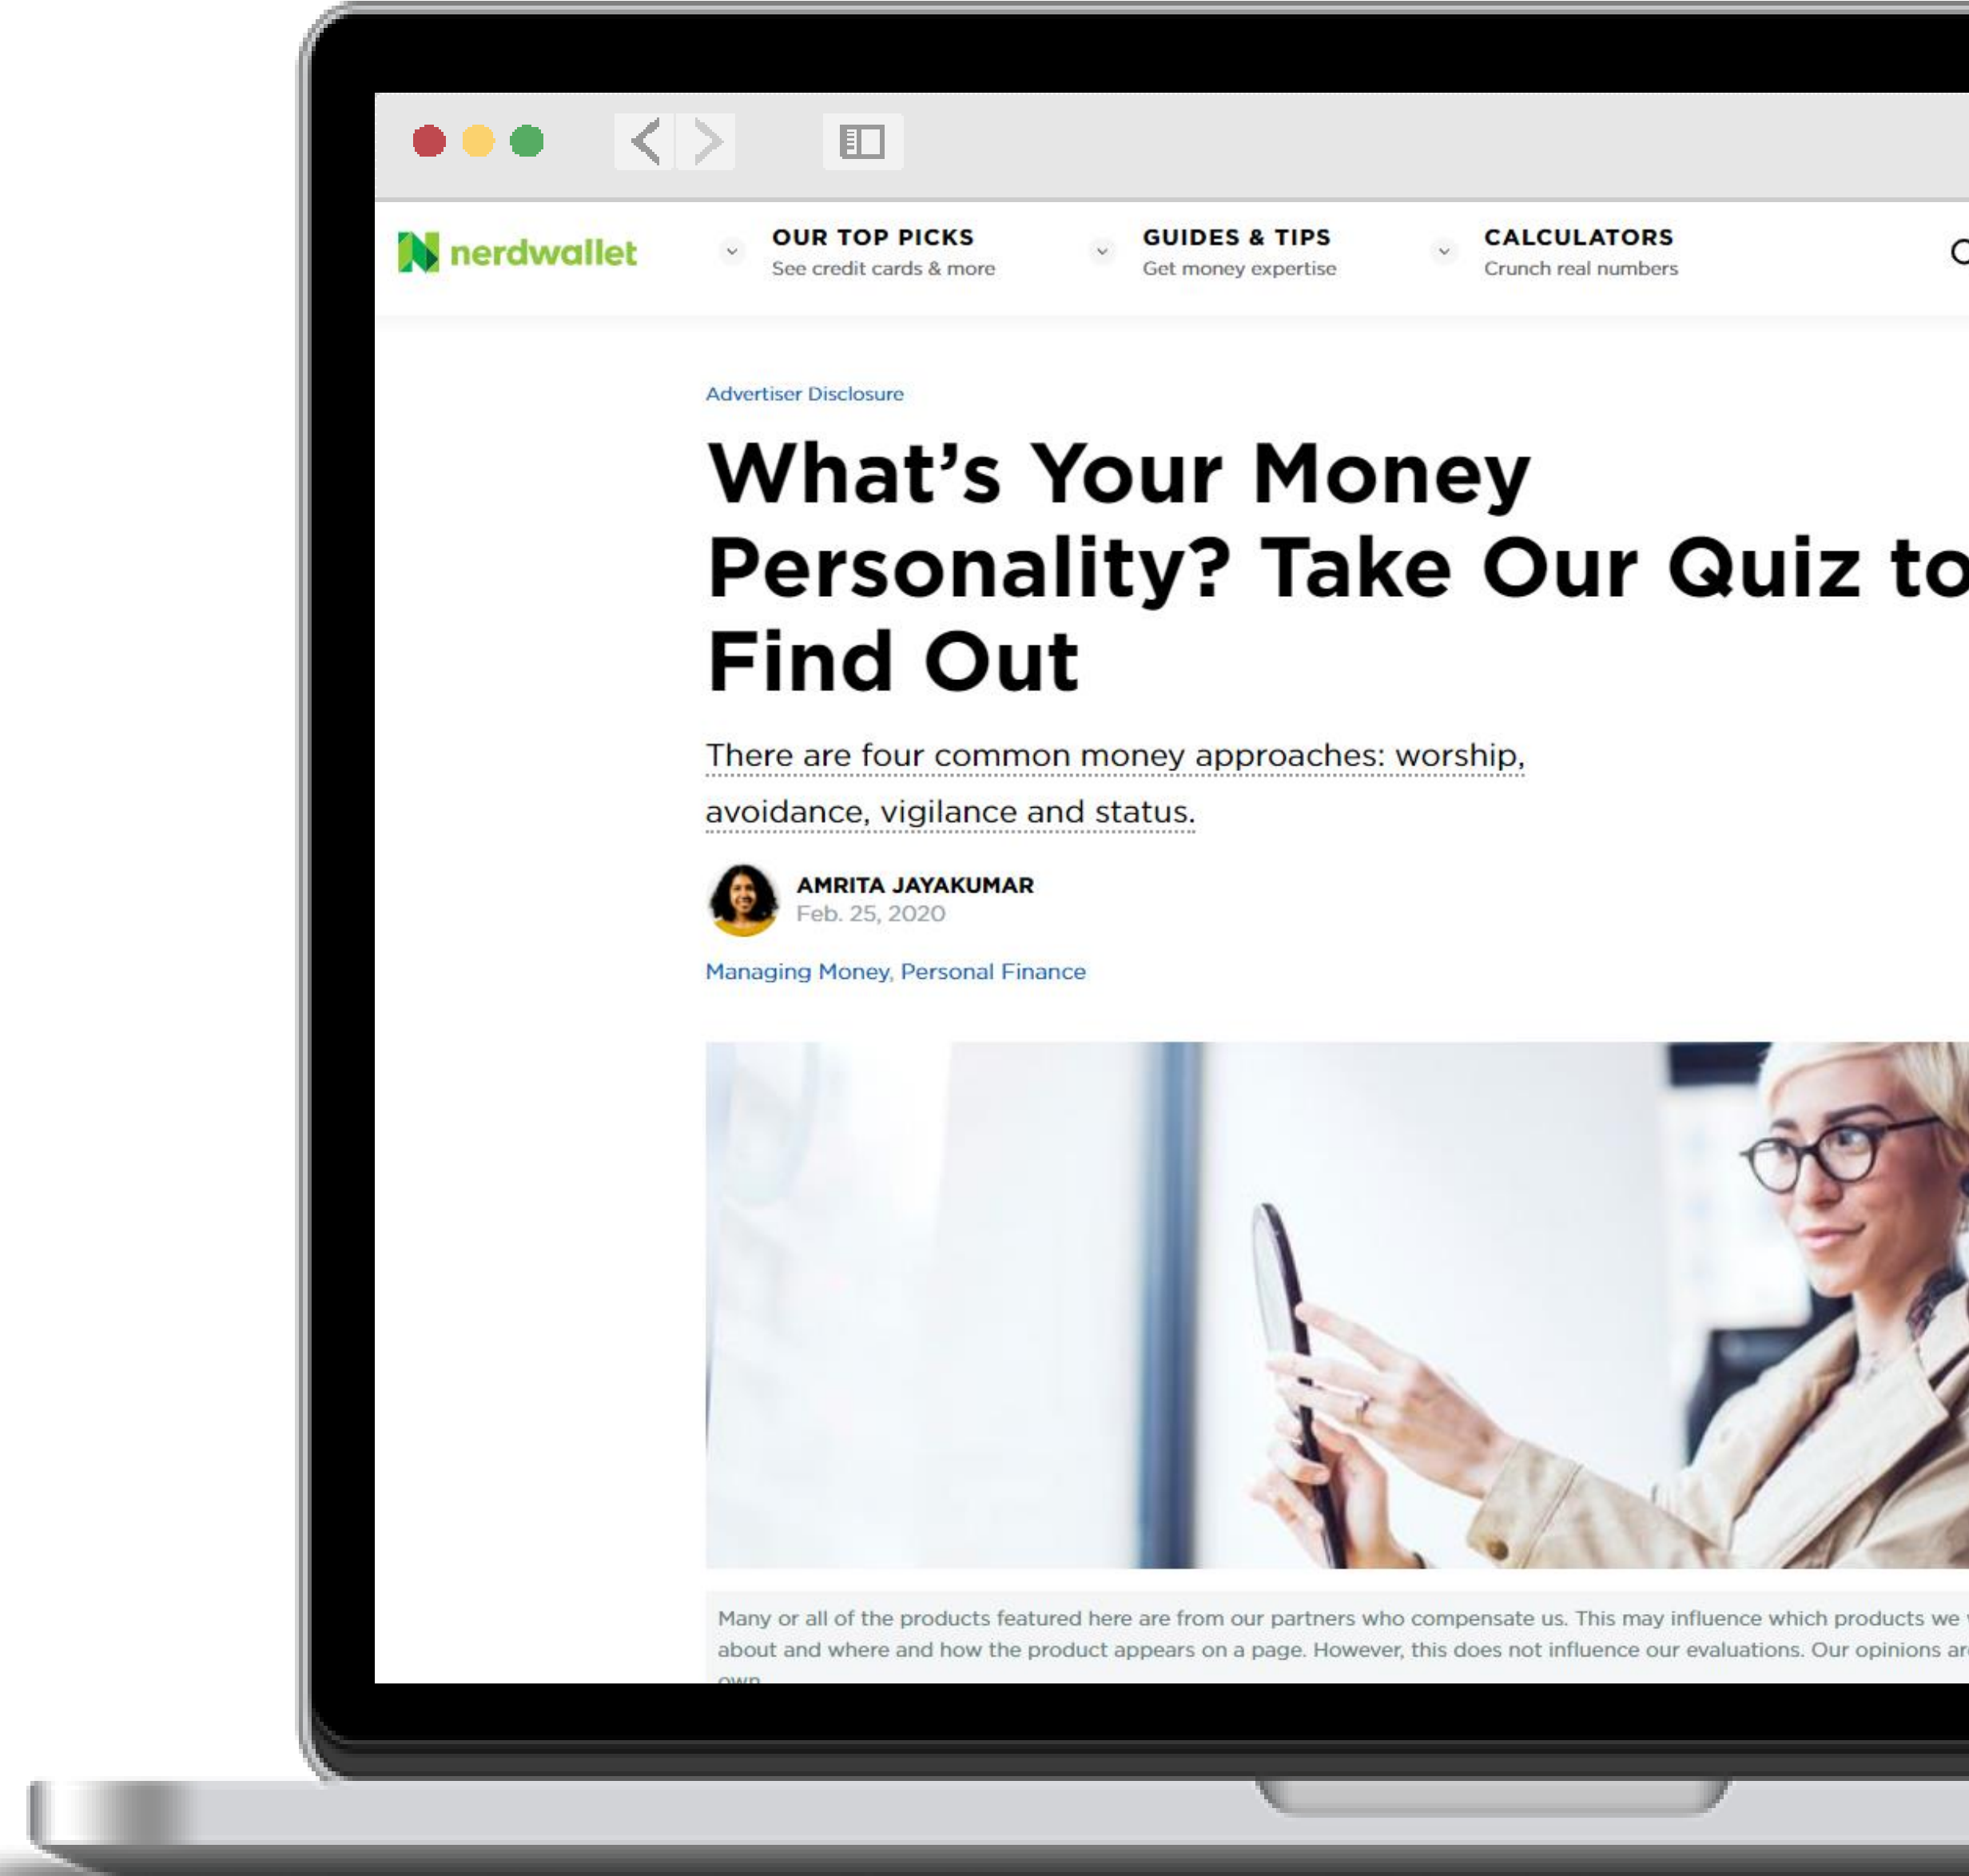 nerdwallet
OUR TOP PICKS
See credit cards & more
GUIDES & TIPS
Get money expertise
CALCULATORS
Crunch real numbers
Advertiser Disclosure
What's Your Money
Personality? Take Our Quiz to
Find Out
There are four common money approaches: worship,
avoidance, vigilance and status.
AMRITA JAYAKUMAR
Feb. 25, 2020
Managing Money, Personal Finance
Many or all of the products featured here are from our partners who compensate us. This may influence which products we
about and where and how the product appears on a page. However, this does not influence our evaluations. Our opinions
own